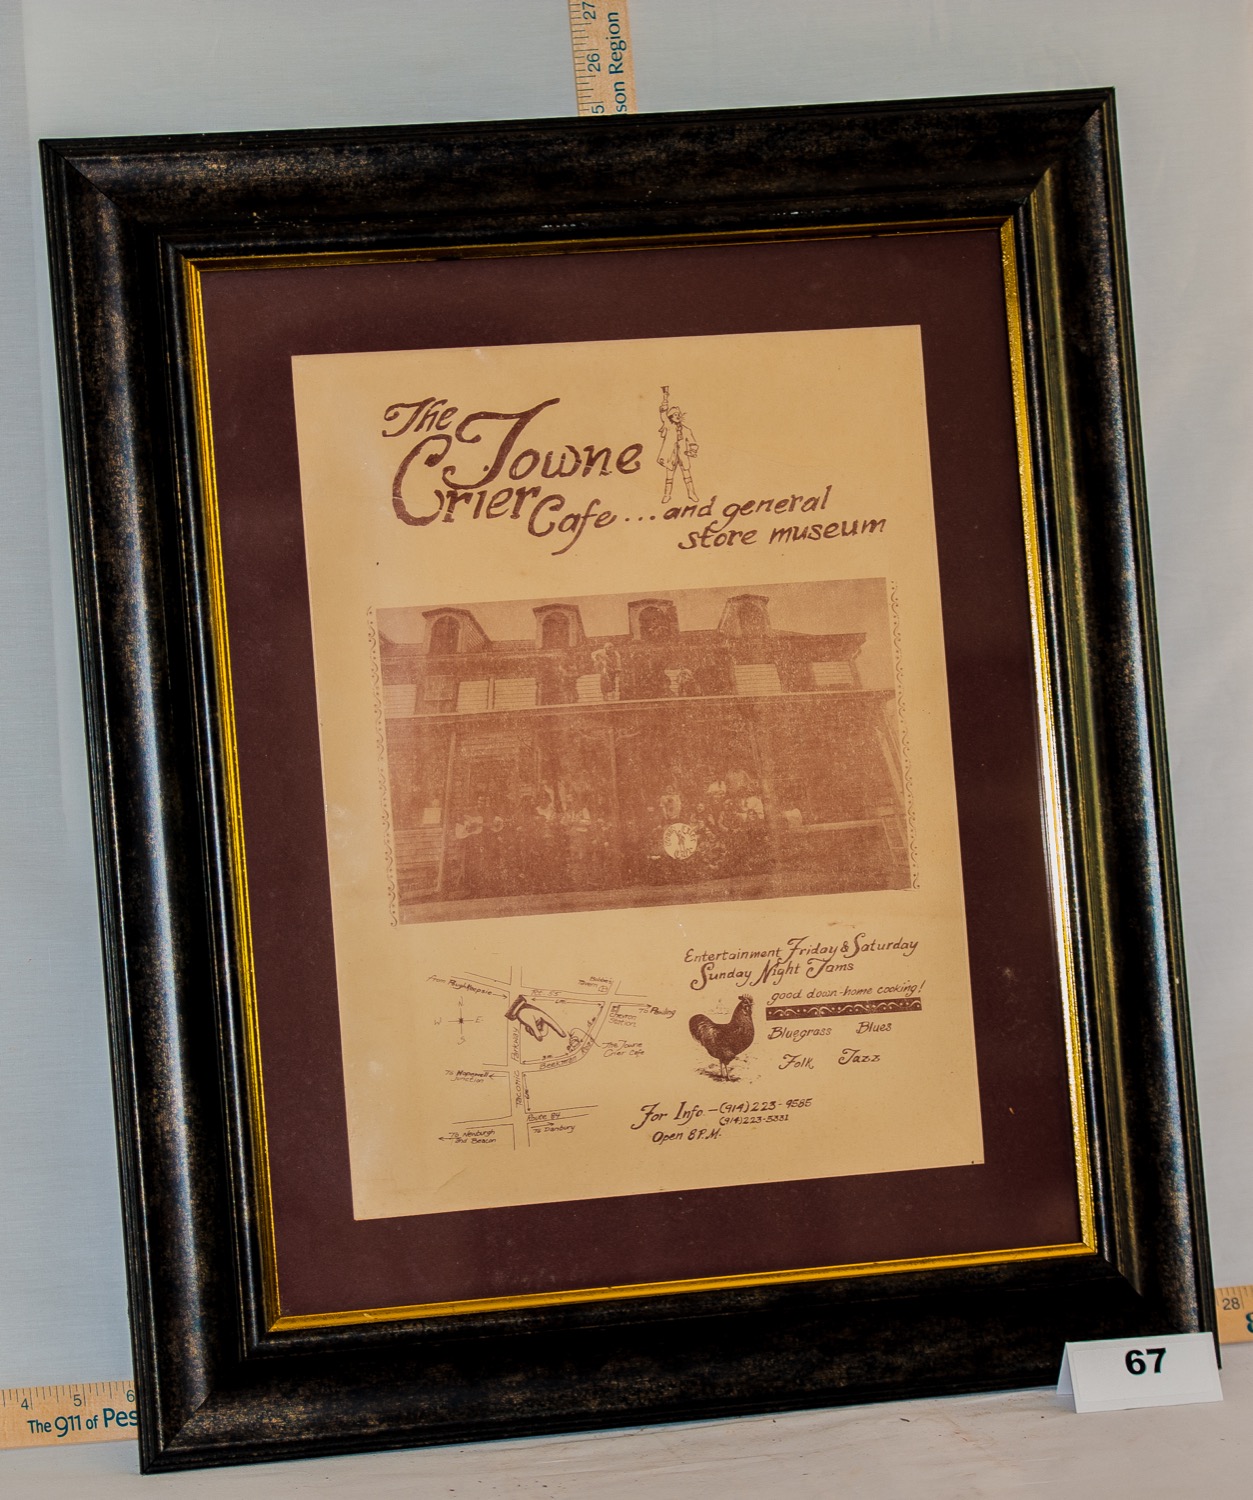 27
26
5
son Region
The
Towne
Crier Cafe ... and general
store museum
Entertainment Friday & Saturday
Sunday Night Jams
good down-home cooking!
Bluegrass Blues
Folk Jazz
For Info - (914) 223-9585
(914) 223-5331
Open 8 P.M.
From Poughkeepsie
Rt 55
To Pawling
Station
N
W E
The Towne
Crier Cafe
Beekman
Taconic Parkway
To Hopewell
Junction
Route 84
To Newburgh
and Beacon
To Danbury
67
28
4 5 6
The 911 of Pes